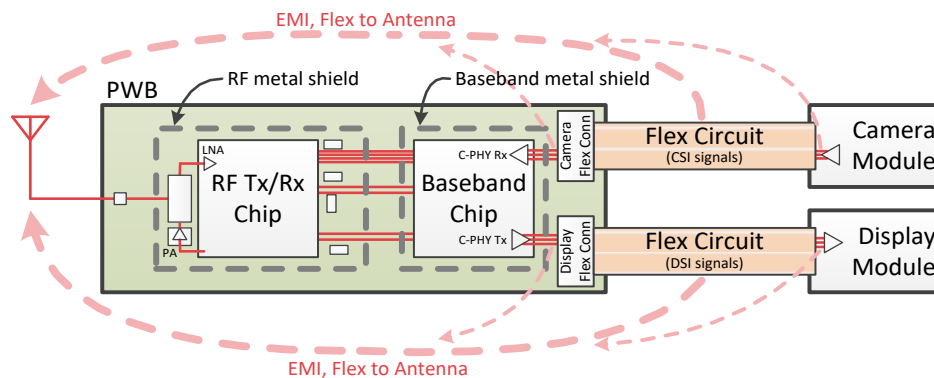 EMI, Flex to Antenna
RF metal shield
Baseband metal shield
PWB
LNA
RF Tx/Rx
Chip
PA
C-PHY Rx
Baseband
Chip
C-PHY Tx
Camera
Flex Conn
Flex Circuit
(CSI signals)
Camera
Module
Display
Flex Conn
Flex Circuit
(DSI signals)
Display
Module
EMI, Flex to Antenna